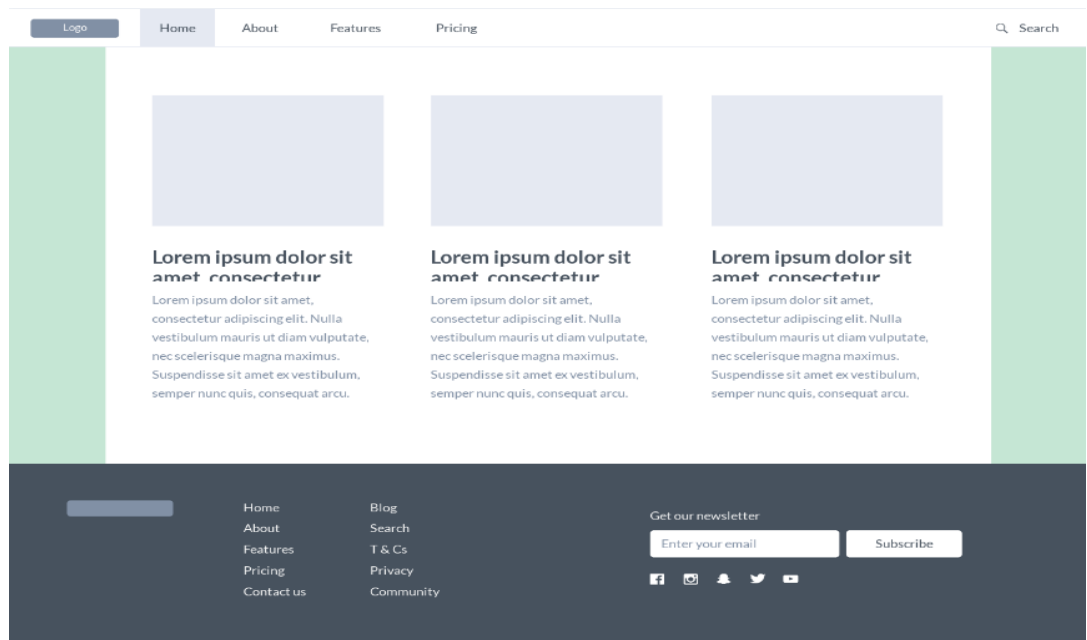 Logo
Home
About
Features
Pricing
Search
Lorem ipsum dolor sit
amet, consectetur
Lorem ipsum dolor sit amet,
consectetur adipiscing elit. Nulla
vestibulum mauris ut diam vulputate,
nec scelerisque magna maximus.
Suspendisse sit amet ex vestibulum,
semper nunc quis, consequat arcu.
Lorem ipsum dolor sit
amet, consectetur
Lorem ipsum dolor sit amet,
consectetur adipiscing elit. Nulla
vestibulum mauris ut diam vulputate,
nec scelerisque magna maximus.
Suspendisse sit amet ex vestibulum,
semper nunc quis, consequat arcu.
Lorem ipsum dolor sit
amet, consectetur
Lorem ipsum dolor sit amet,
consectetur adipiscing elit. Nulla
vestibulum mauris ut diam vulputate,
nec scelerisque magna maximus.
Suspendisse sit amet ex vestibulum,
semper nunc quis, consequat arcu.
Home
About
Features
Pricing
Contact us
Blog
Search
T & Cs
Privacy
Community
Get our newsletter
Enter your email
Subscribe